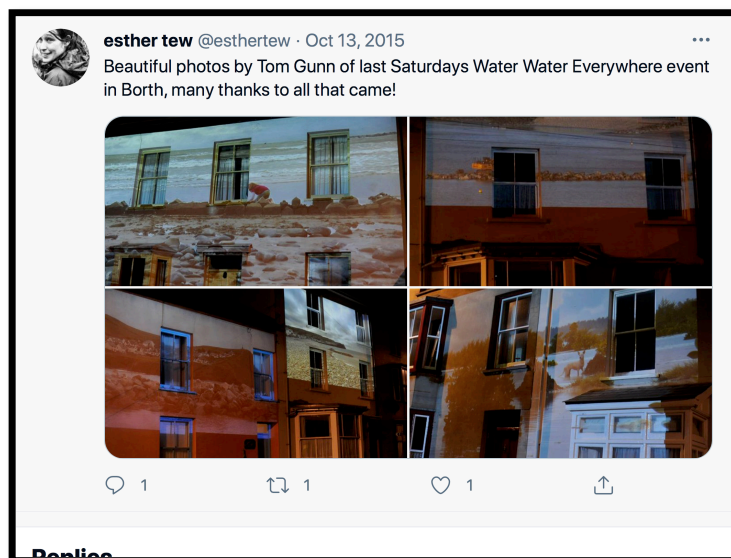 esther tew @esthertew · Oct 13, 2015
Beautiful photos by Tom Gunn of last Saturdays Water Water Everywhere event
in Borth, many thanks to all that came!
1 1 1
Replies